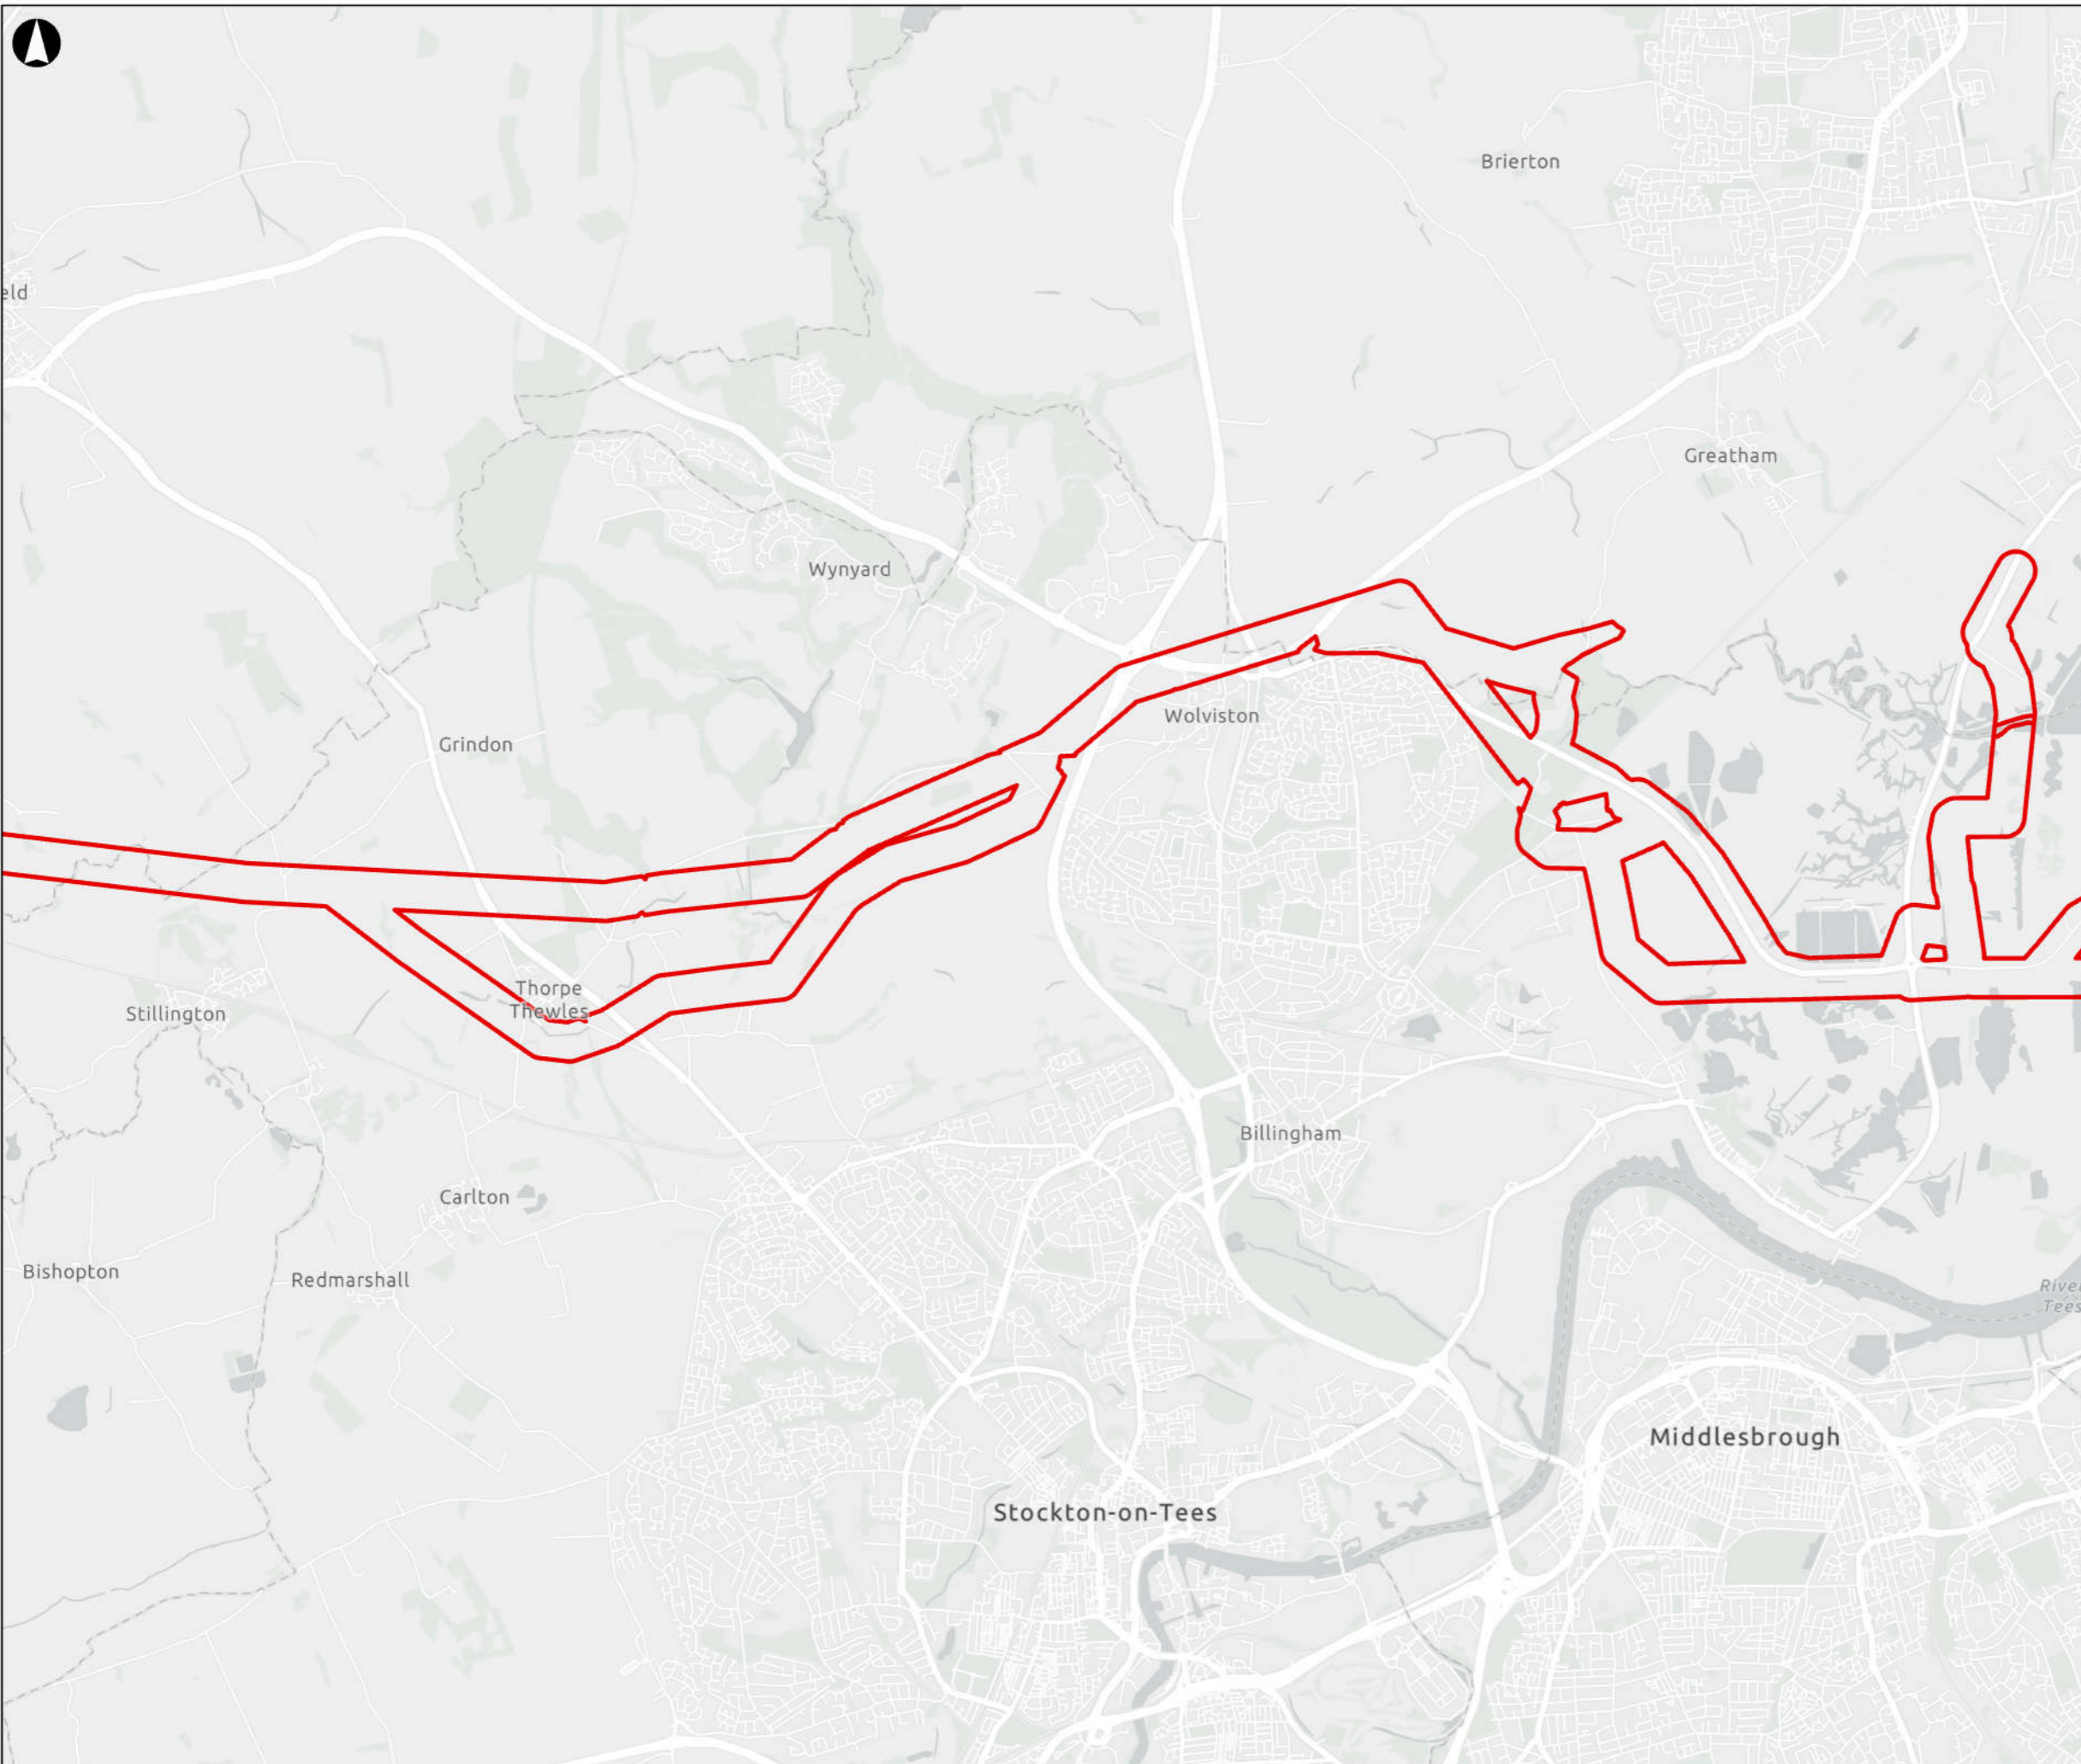 Brierton
eld
Greatham
Wynyard
Wolviston
Grindon
Thorpe
Thewles
Stillington
Billingham
Carlton
Bishopton
Redmarshall
River
Tees
Middlesbrough
Stockton-on-Tees